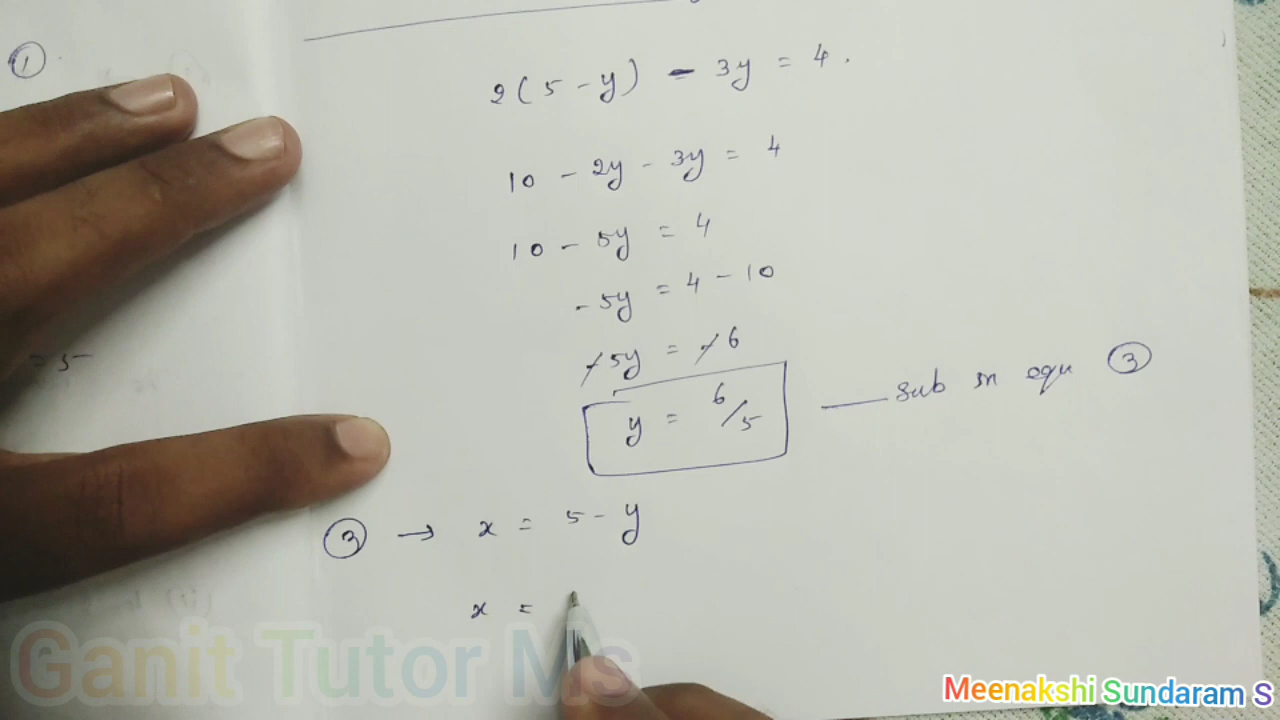 ①
2(5 - y) - 3y = 4.
10 - 2y - 3y = 4
10 - 5y = 4
-5y = 4 - 10
-5y = -6
= 5
y = 6/5 — sub in equ ③
③ → x = 5 - y
x =
Ganit Tutor Ms
Meenakshi Sundaram S